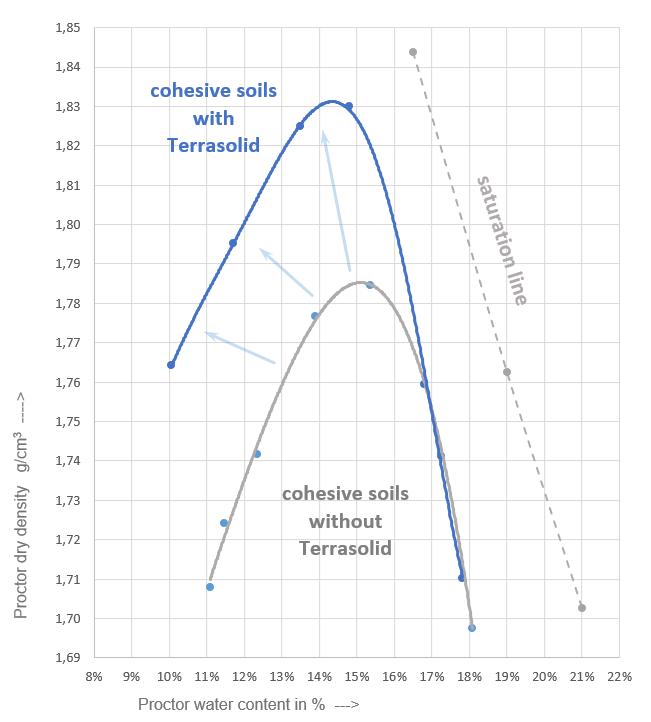 1,85
1,84
1,83
1,82
1,81
1,80
1,79
1,78
1,77
1,76
1,75
1,74
1,73
1,72
1,71
1,70
1,69
Proctor dry density g/cm³ ---->
cohesive soils
with
Terrasolid
saturation line
cohesive soils
without
Terrasolid
8% 9% 10% 11% 12% 13% 14% 15% 16% 17% 18% 19% 20% 21% 22%
Proctor water content in % --->